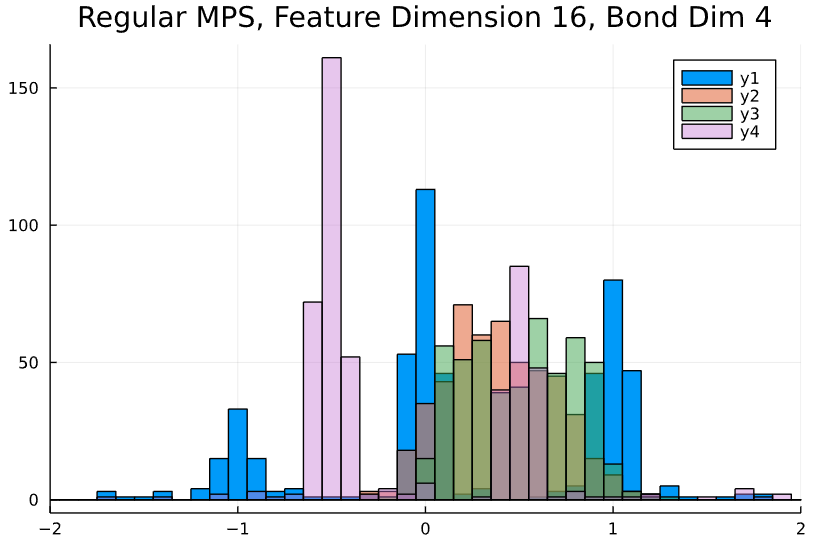 Regular MPS, Feature Dimension 16, Bond Dim 4
150
100
50
0
y1
y2
y3
y4
−2
−1
0
1
2